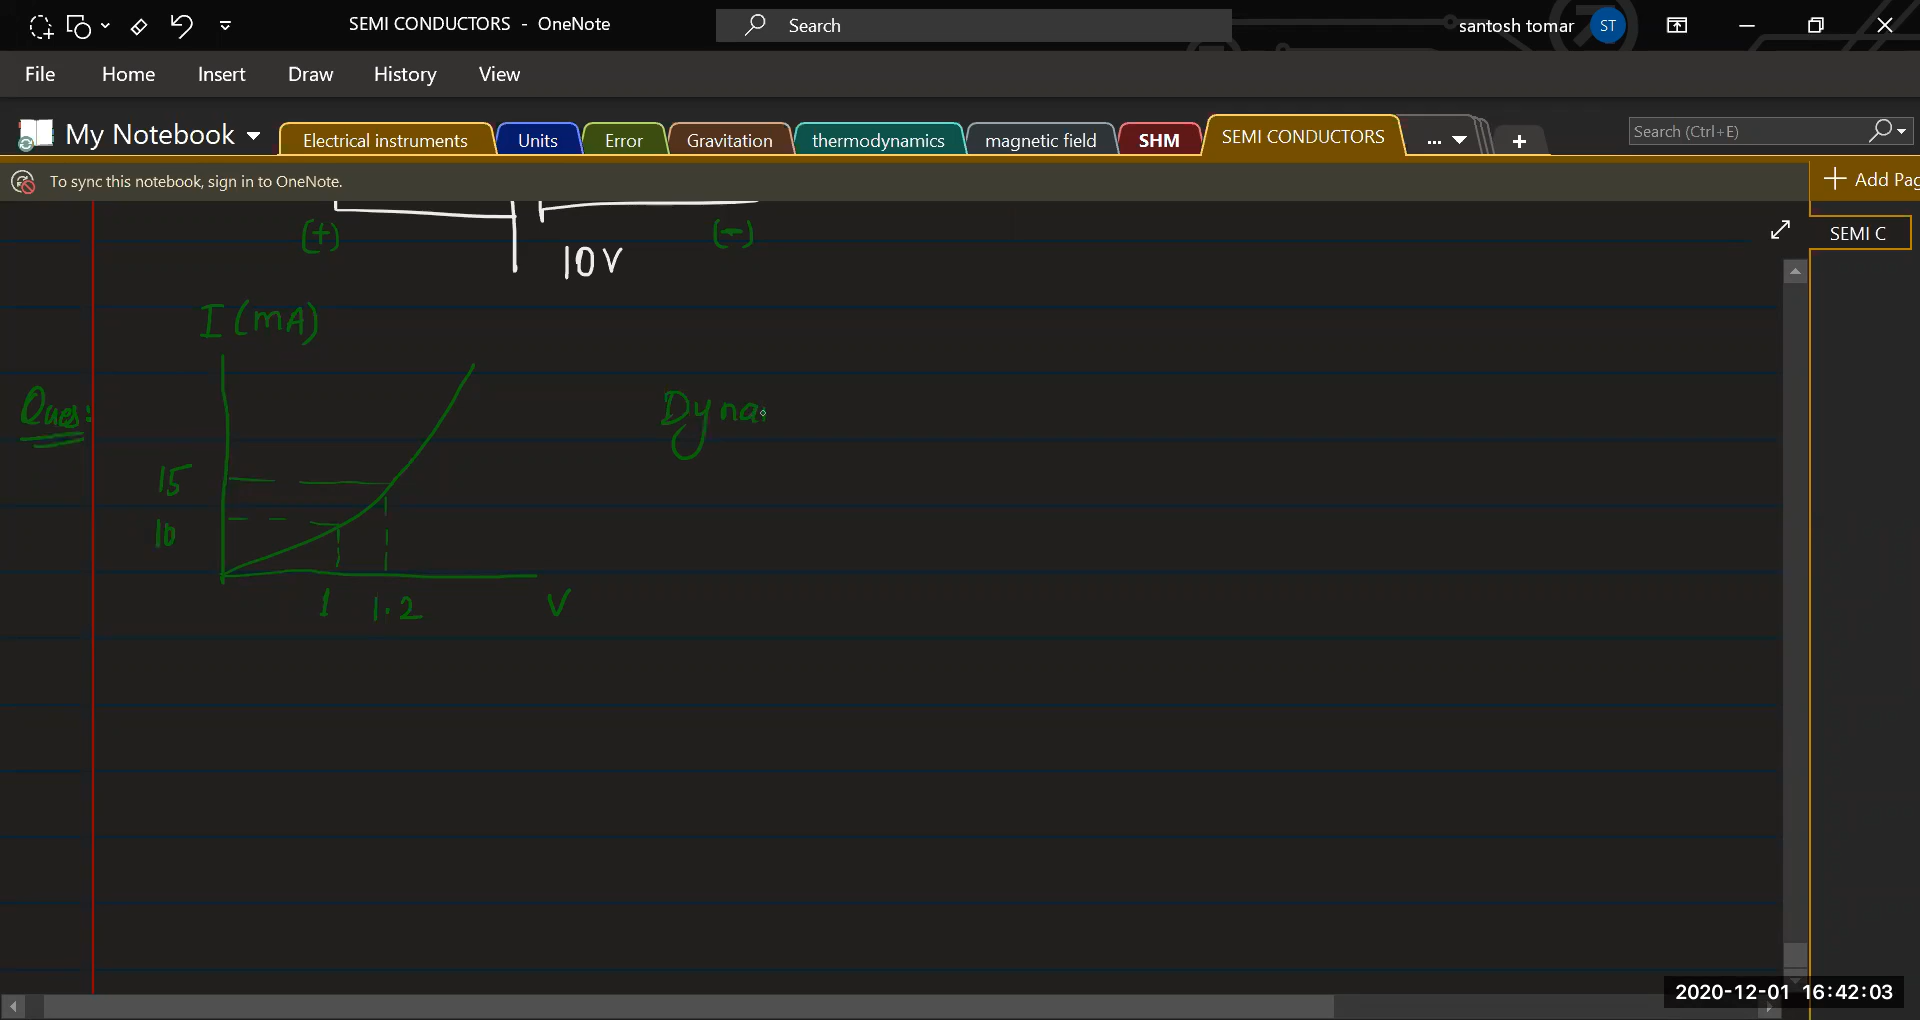 SEMI CONDUCTORS - OneNote
Search
santosh tomar
ST
File
Home
Insert
Draw
History
View
My Notebook
Electrical instruments
Units
Error
Gravitation
thermodynamics
magnetic field
SHM
SEMI CONDUCTORS
...
Search (Ctrl+E)
To sync this notebook, sign in to OneNote.
Add Pag
SEMI C
(+)
(-)
10 V
I (mA)
Ques:
Dyna
15
10
1
1.2
V
2020-12-01 16:42:03